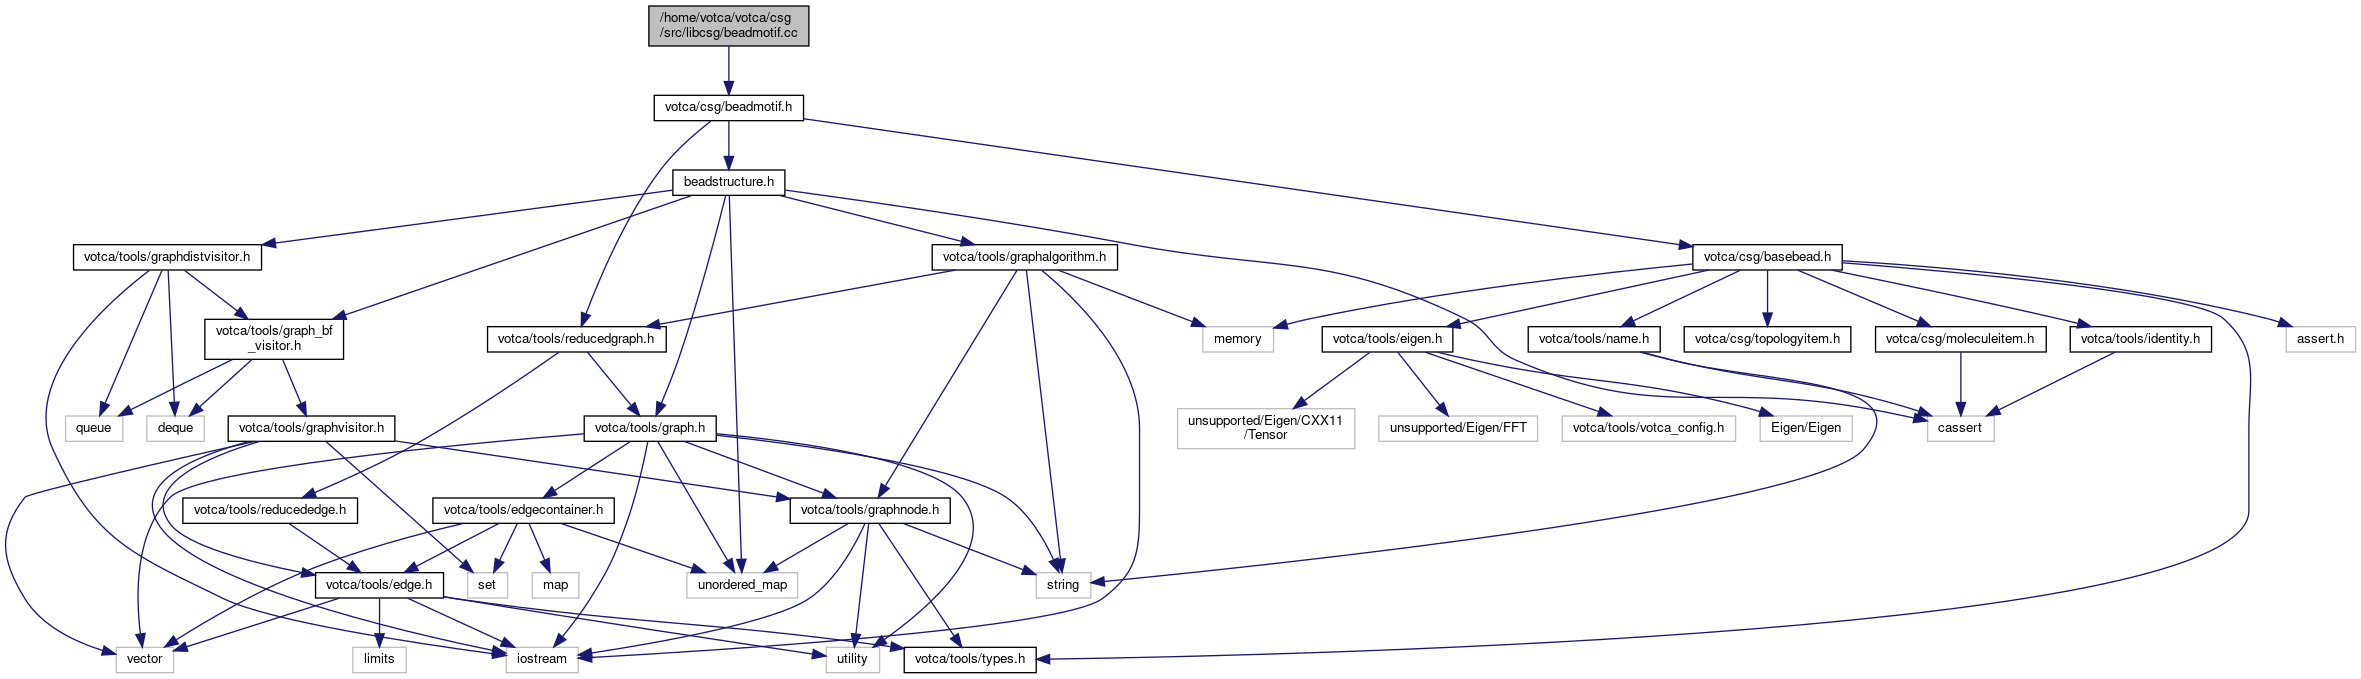 /home/votca/votca/csg
/src/libcsg/beadmotif.cc
votca/csg/beadmotif.h
beadstructure.h
votca/tools/graphdistvisitor.h
votca/tools/graphalgorithm.h
votca/csg/basebead.h
votca/tools/graph_bf
_visitor.h
votca/tools/reducedgraph.h
memory
votca/tools/eigen.h
votca/tools/name.h
votca/csg/topologyitem.h
votca/csg/moleculeitem.h
votca/tools/identity.h
assert.h
queue
deque
votca/tools/graphvisitor.h
votca/tools/graph.h
unsupported/Eigen/CXX11
/Tensor
unsupported/Eigen/FFT
votca/tools/votca_config.h
Eigen/Eigen
cassert
votca/tools/reducededge.h
votca/tools/edgecontainer.h
votca/tools/graphnode.h
votca/tools/edge.h
set
map
unordered_map
string
vector
limits
iostream
utility
votca/tools/types.h